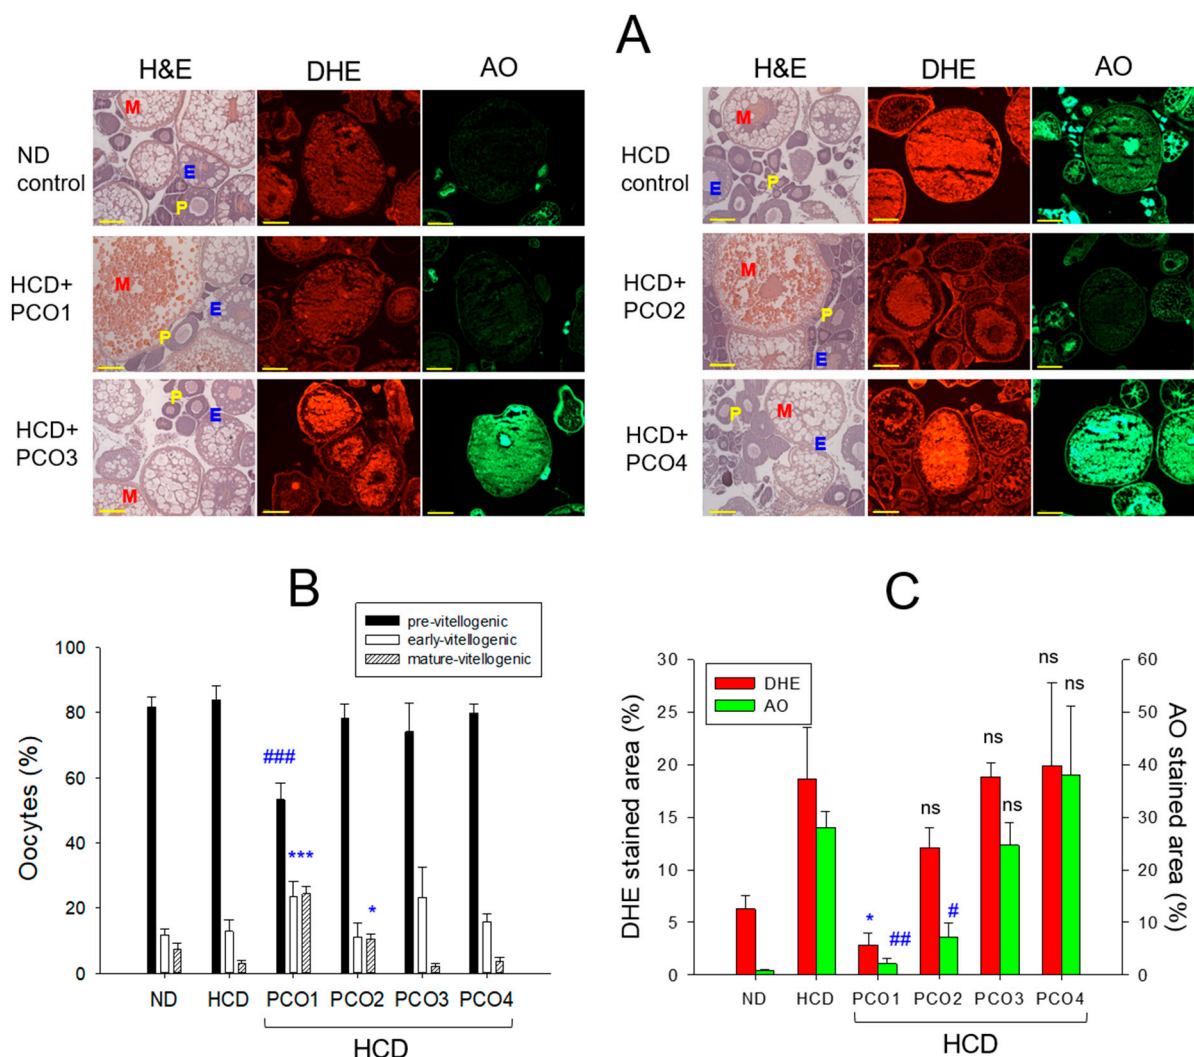 A
H&E DHE AO
H&E DHE AO
ND
control
M
E
P
HCD
control
M
E
P
HCD+
PCO1
M
E
P
HCD+
PCO2
M
P
E
HCD+
PCO3
P
E
M
HCD+
PCO4
P
M
E
B
pre-vitellogenic
early-vitellogenic
mature-vitellogenic
Oocytes (%)
100
80
60
40
20
0
###
***
*
ND HCD PCO1 PCO2 PCO3 PCO4
HCD
C
DHE
AO
DHE stained area (%)
30
25
20
15
10
5
0
AO stained area (%)
60
50
40
30
20
10
0
*
##
ns
#
ns
ns
ns
ns
ND HCD PCO1 PCO2 PCO3 PCO4
HCD